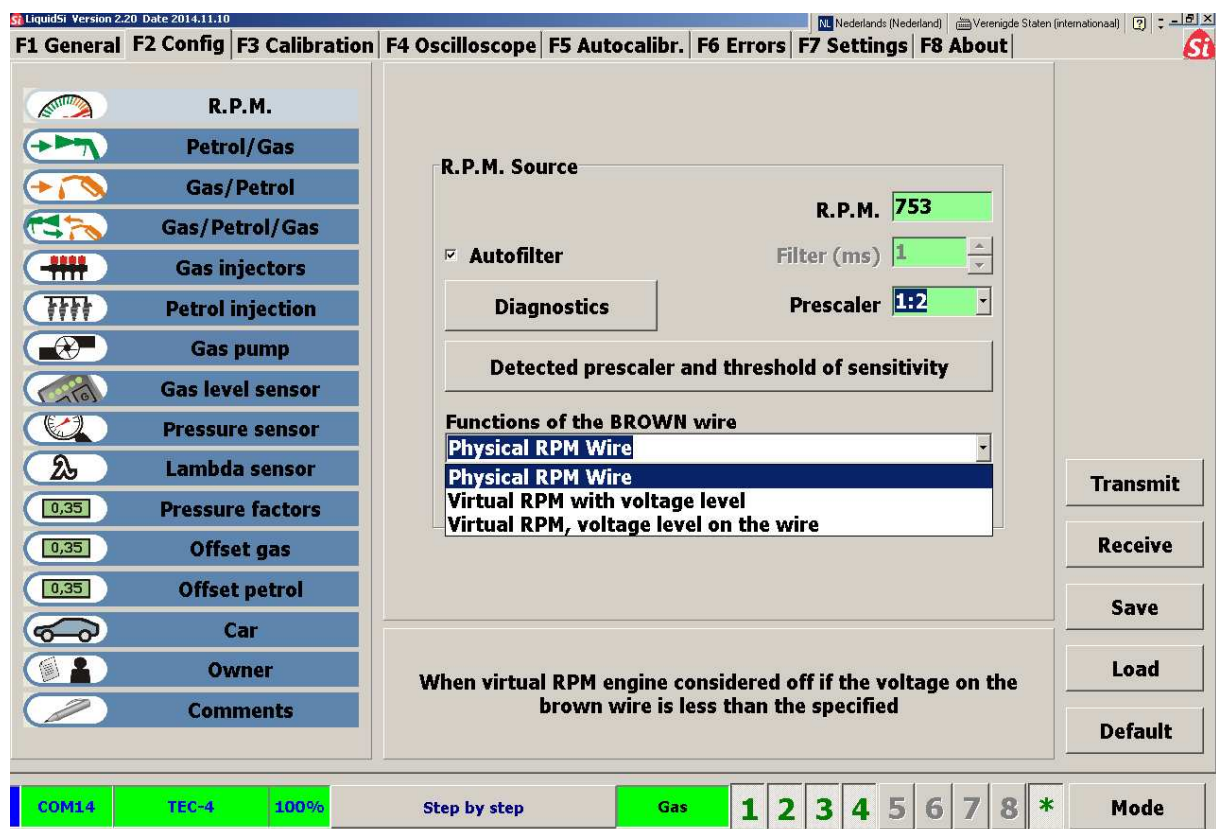 Si LiquidSi Version 2.20 Date 2014.11.10
NL Nederlands (Nederland) Verenigde Staten (internationaal) ?
F1 General F2 Config F3 Calibration F4 Oscilloscope F5 Autocalibr. F6 Errors F7 Settings F8 About Si
R.P.M.
Petrol/Gas
Gas/Petrol
Gas/Petrol/Gas
Gas injectors
Petrol injection
Gas pump
G Gas level sensor
Pressure sensor
λ Lambda sensor
0,35 Pressure factors
0,35 Offset gas
0,35 Offset petrol
Car
Owner
Comments
R.P.M. Source
R.P.M. 753
Autofilter Filter (ms) 1
Diagnostics Prescaler 1:2
Detected prescaler and threshold of sensitivity
Functions of the BROWN wire
Physical RPM Wire
Physical RPM Wire
Virtual RPM with voltage level
Virtual RPM, voltage level on the wire
When virtual RPM engine considered off if the voltage on the
brown wire is less than the specified
Transmit
Receive
Save
Load
Default
COM14 TEC-4 100% Step by step Gas 1 2 3 4 5 6 7 8 * Mode